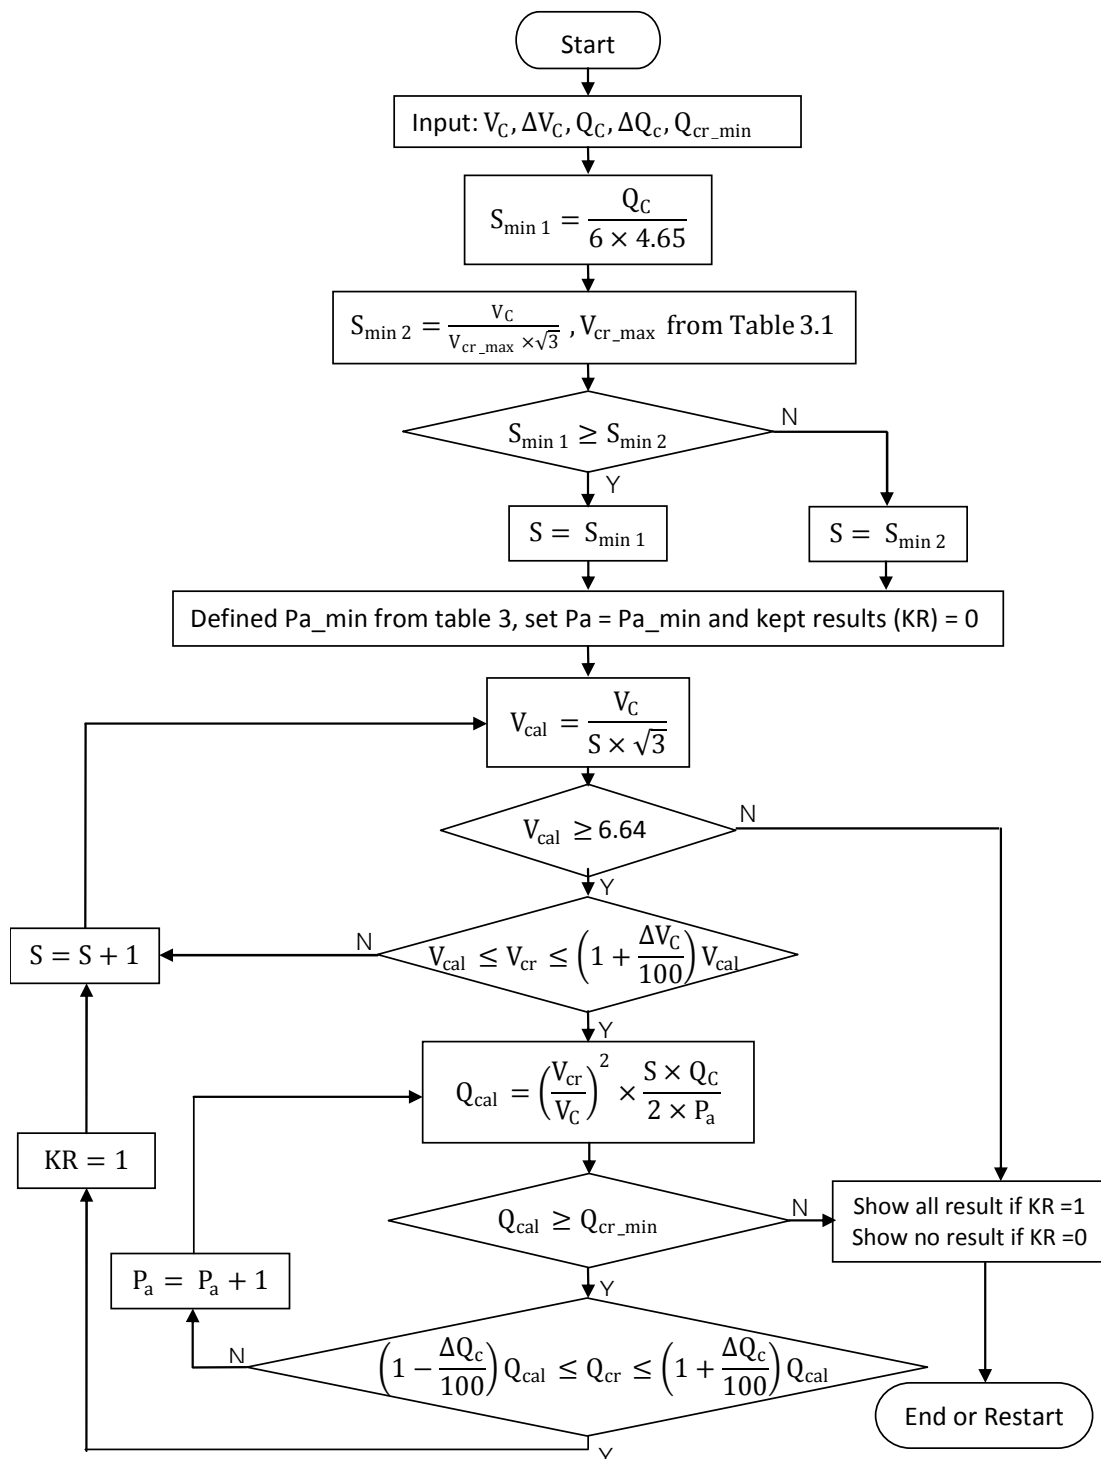 Start
Input: V_C, ΔV_C, Q_C, ΔQ_c, Q_cr_min
S_min 1 = Q_C / (6 × 4.65)
S_min 2 = V_C / (V_cr_max × √3) , V_cr_max from Table 3.1
S_min 1 ≥ S_min 2
N
Y
S = S_min 1
S = S_min 2
Defined Pa_min from table 3, set Pa = Pa_min and kept results (KR) = 0
V_cal = V_C / (S × √3)
V_cal ≥ 6.64
N
Y
V_cal ≤ V_cr ≤ (1 + ΔV_C / 100) V_cal
N
S = S + 1
Y
Q_cal = (V_cr / V_C)^2 × (S × Q_C) / (2 × P_a)
KR = 1
Q_cal ≥ Q_cr_min
N
Show all result if KR =1
Show no result if KR =0
P_a = P_a + 1
Y
(1 − ΔQ_c / 100) Q_cal ≤ Q_cr ≤ (1 + ΔQ_c / 100) Q_cal
N
End or Restart
Y